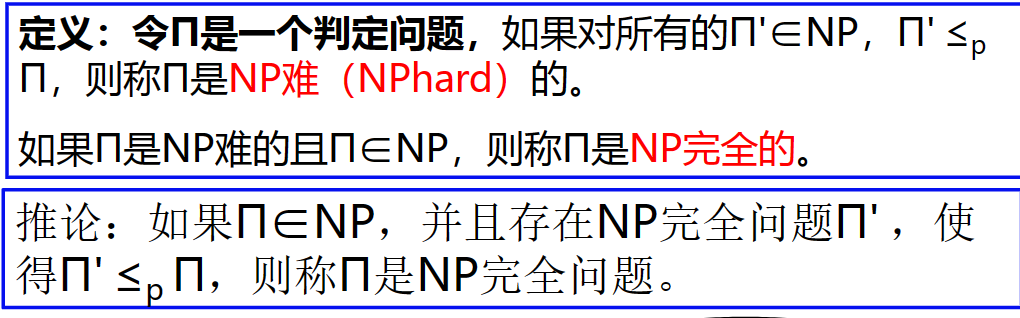 定义：令Π是一个判定问题，如果对所有的Π'∈NP，Π' ≤p
Π，则称Π是NP难（NPhard）的。
如果Π是NP难的且Π∈NP，则称Π是NP完全的。
推论：如果Π∈NP，并且存在NP完全问题Π'，使
得Π' ≤p Π，则称Π是NP完全问题。